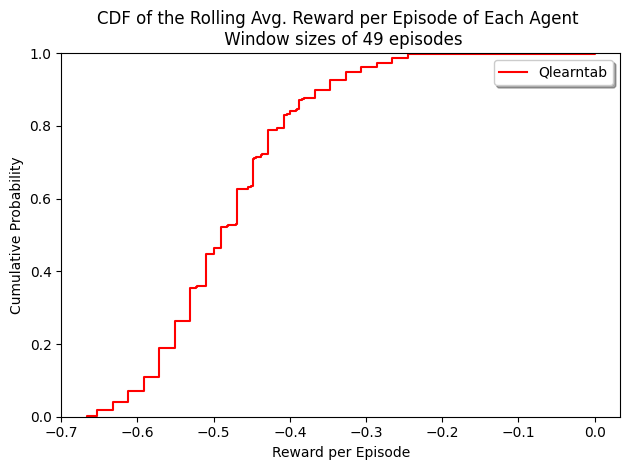 CDF of the Rolling Avg. Reward per Episode of Each Agent
Window sizes of 49 episodes
Qlearntab
Cumulative Probability
1.0
0.8
0.6
0.4
0.2
0.0
−0.7 −0.6 −0.5 −0.4 −0.3 −0.2 −0.1 0.0
Reward per Episode